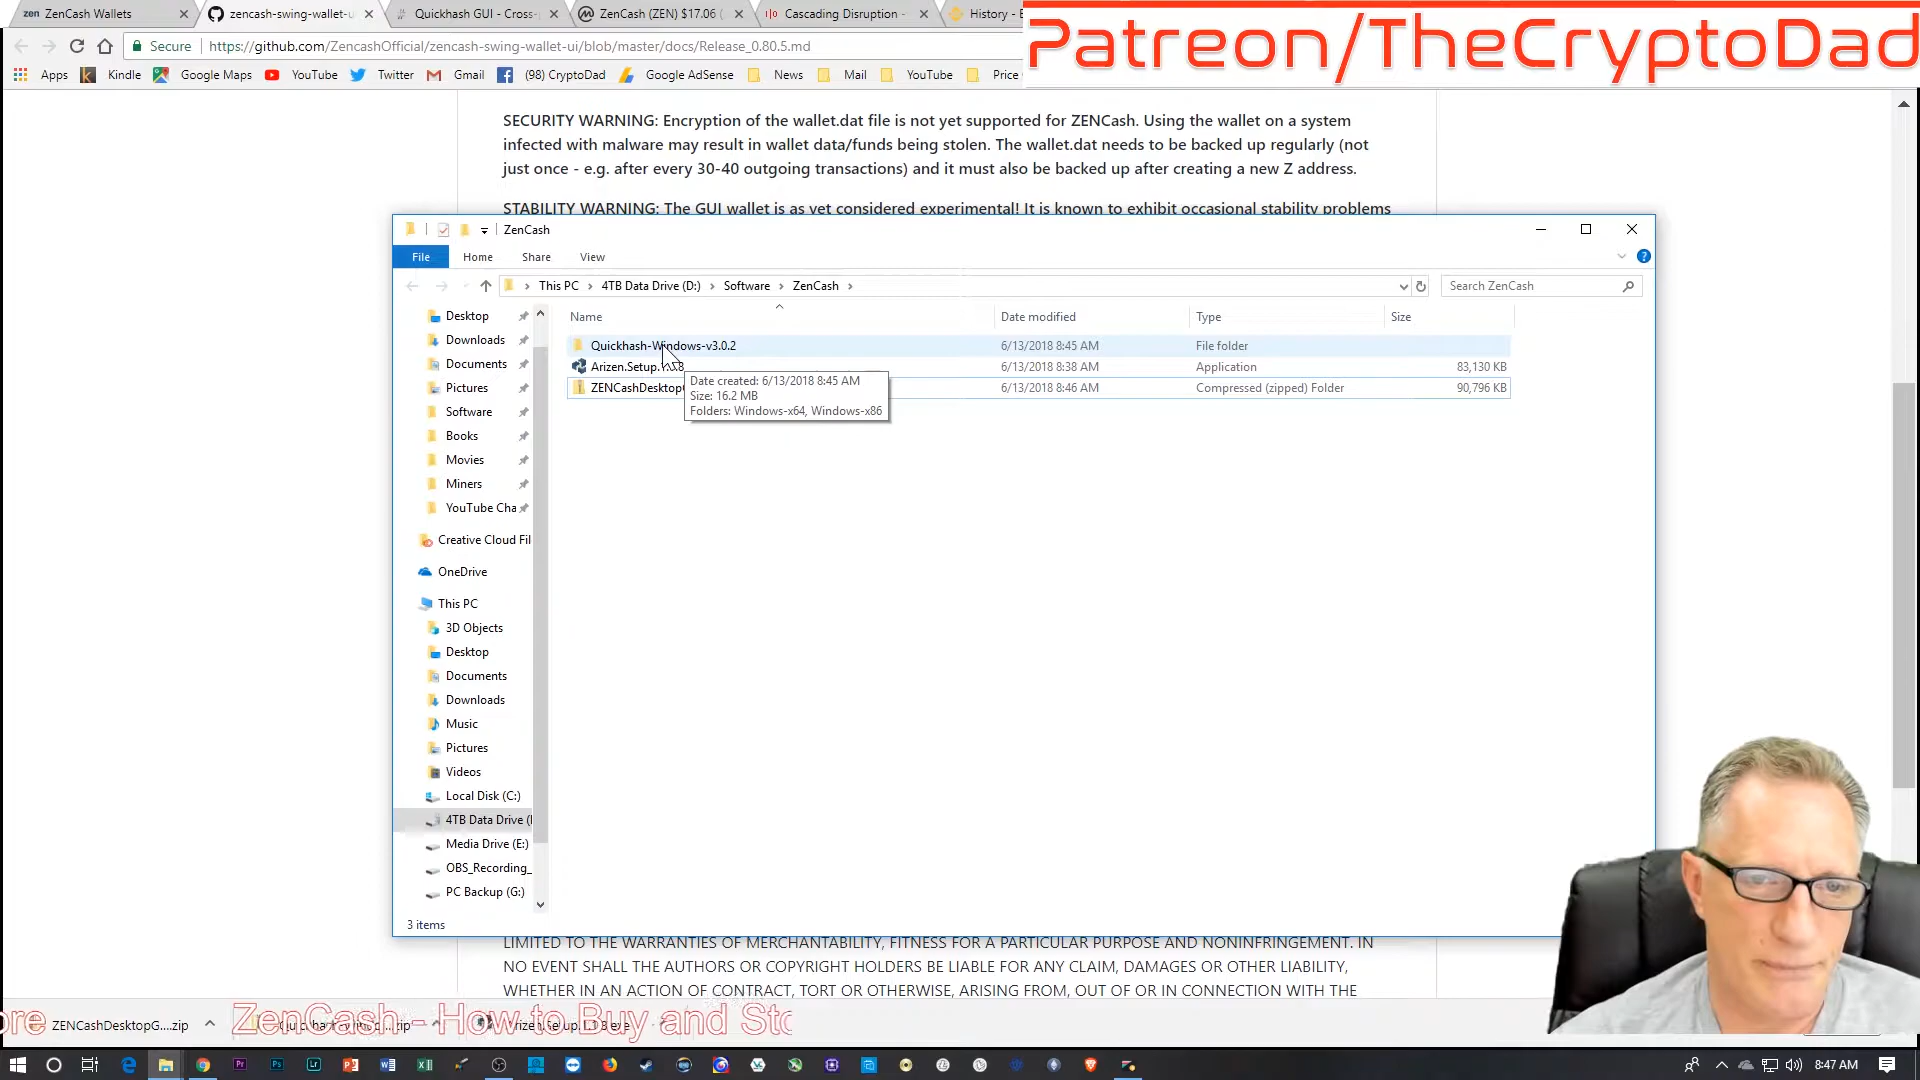 zen ZenCash Wallets
zencash-swing-wallet-u
Quickhash GUI - Cross-
ZenCash (ZEN) $17.06 (
Cascading Disruption -
History - E
Patreon/TheCryptoDad
Secure
https://github.com/ZencashOfficial/zencash-swing-wallet-ui/blob/master/docs/Release_0.80.5.md
Apps
Kindle
Google Maps
YouTube
Twitter
Gmail
(98) CryptoDad
Google AdSense
News
Mail
YouTube
Price
SECURITY WARNING: Encryption of the wallet.dat file is not yet supported for ZENCash. Using the wallet on a system
infected with malware may result in wallet data/funds being stolen. The wallet.dat needs to be backed up regularly (not
just once - e.g. after every 30-40 outgoing transactions) and it must also be backed up after creating a new Z address.
STABILITY WARNING: The GUI wallet is as yet considered experimental! It is known to exhibit occasional stability problems
ZenCash
File
Home
Share
View
This PC > 4TB Data Drive (D:) > Software > ZenCash >
Search ZenCash
Name
Date modified
Type
Size
Quickhash-Windows-v3.0.2
6/13/2018 8:45 AM
File folder
Arizen.Setup.
6/13/2018 8:38 AM
Application
83,130 KB
ZENCashDesktop
6/13/2018 8:46 AM
Compressed (zipped) Folder
90,796 KB
Date created: 6/13/2018 8:45 AM
Size: 16.2 MB
Folders: Windows-x64, Windows-x86
Desktop
Downloads
Documents
Pictures
Software
Books
Movies
Miners
YouTube Cha
Creative Cloud Fil
OneDrive
This PC
3D Objects
Desktop
Documents
Downloads
Music
Pictures
Videos
Local Disk (C:)
4TB Data Drive (
Media Drive (E:)
OBS_Recording_
PC Backup (G:)
3 items
LIMITED TO THE WARRANTIES OF MERCHANTABILITY, FITNESS FOR A PARTICULAR PURPOSE AND NONINFRINGEMENT. IN
NO EVENT SHALL THE AUTHORS OR COPYRIGHT HOLDERS BE LIABLE FOR ANY CLAIM, DAMAGES OR OTHER LIABILITY,
WHETHER IN AN ACTION OF CONTRACT, TORT OR OTHERWISE, ARISING FROM, OUT OF OR IN CONNECTION WITH THE
ore
ZENCashDesktopG....zip
ZenCash - How to Buy and Sto
8:47 AM